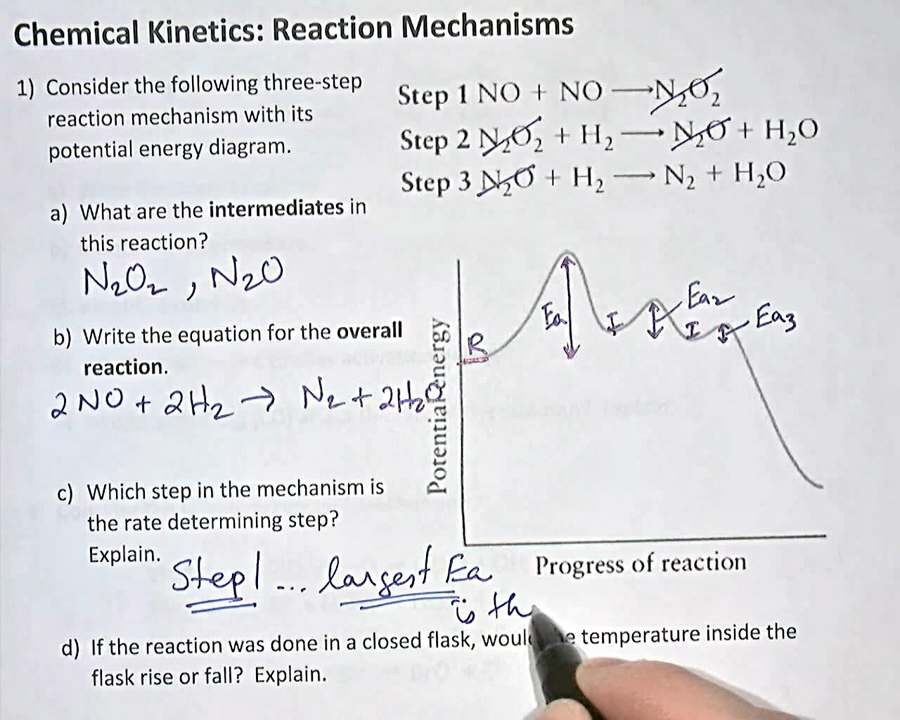 Chemical Kinetics: Reaction Mechanisms
1) Consider the following three-step
reaction mechanism with its
potential energy diagram.
Step 1 NO + NO ⟶ N₂O₂
Step 2 N₂O₂ + H₂ ⟶ N₂O + H₂O
Step 3 N₂O + H₂ ⟶ N₂ + H₂O
a) What are the intermediates in
this reaction?
N₂O₂ , N₂O
b) Write the equation for the overall
reaction.
2NO + 2H₂ → N₂ + 2H₂O
Potential energy
R
Ea
I
Ea₂
I
Ea₃
Progress of reaction
c) Which step in the mechanism is
the rate determining step?
Explain.
Step 1 ... largest Ea
is th
d) If the reaction was done in a closed flask, would temperature inside the
flask rise or fall? Explain.